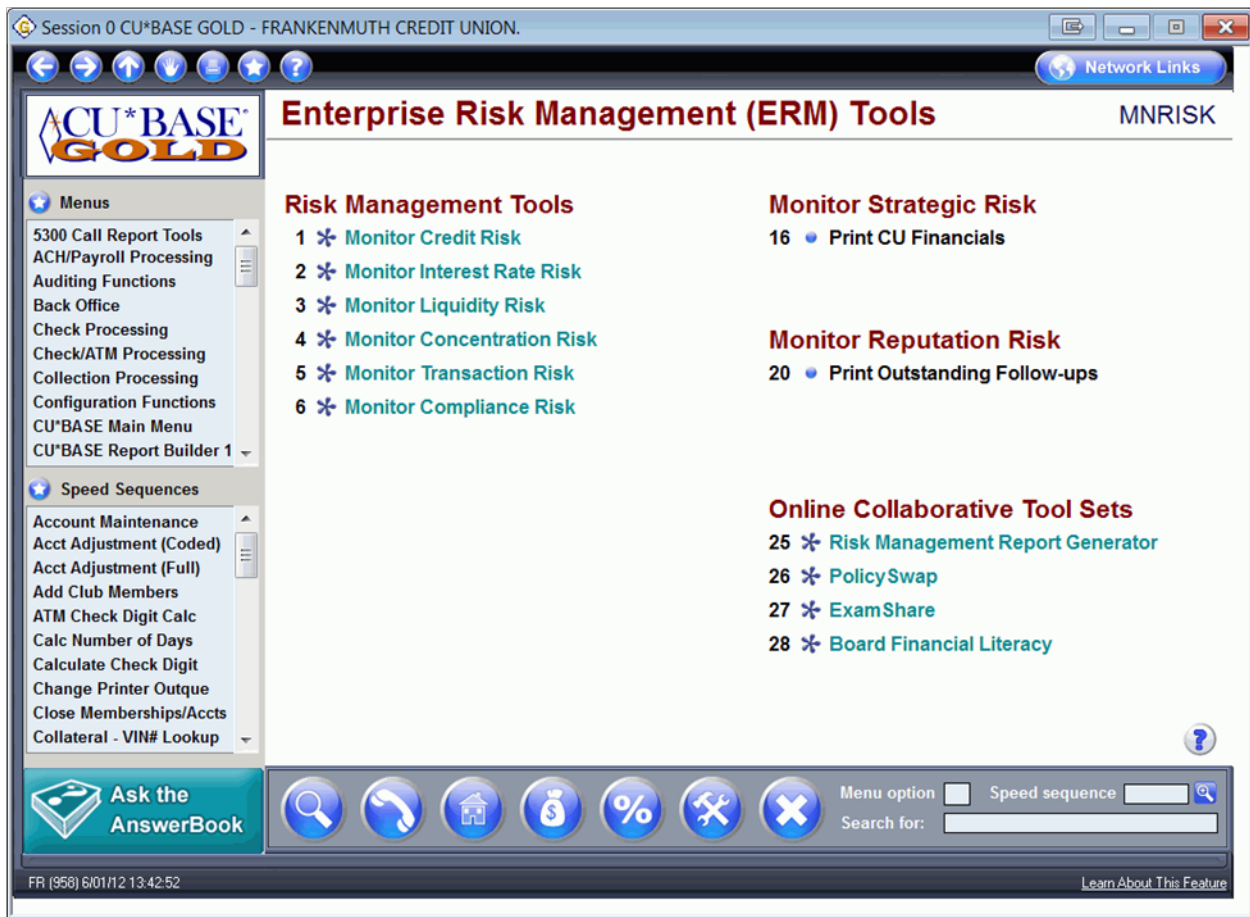 Session 0 CU*BASE GOLD - FRANKENMUTH CREDIT UNION.
Network Links
CU*BASE®
GOLD
Enterprise Risk Management (ERM) Tools
MNRISK
Menus
5300 Call Report Tools
ACH/Payroll Processing
Auditing Functions
Back Office
Check Processing
Check/ATM Processing
Collection Processing
Configuration Functions
CU*BASE Main Menu
CU*BASE Report Builder 1
Speed Sequences
Account Maintenance
Acct Adjustment (Coded)
Acct Adjustment (Full)
Add Club Members
ATM Check Digit Calc
Calc Number of Days
Calculate Check Digit
Change Printer Outque
Close Memberships/Accts
Collateral - VIN# Lookup
Ask the
AnswerBook
Risk Management Tools
1 Monitor Credit Risk
2 Monitor Interest Rate Risk
3 Monitor Liquidity Risk
4 Monitor Concentration Risk
5 Monitor Transaction Risk
6 Monitor Compliance Risk
Monitor Strategic Risk
16 Print CU Financials
Monitor Reputation Risk
20 Print Outstanding Follow-ups
Online Collaborative Tool Sets
25 Risk Management Report Generator
26 PolicySwap
27 ExamShare
28 Board Financial Literacy
Menu option
Speed sequence
Search for:
FR (958) 6/01/12 13:42:52
Learn About This Feature